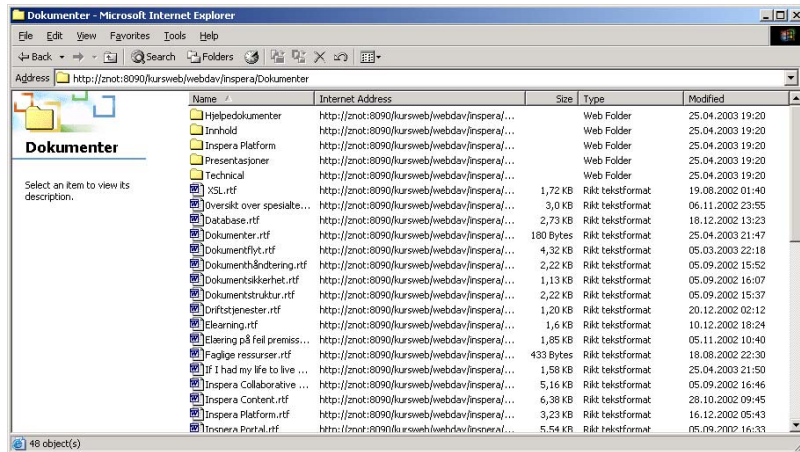 Dokumenter - Microsoft Internet Explorer
File Edit View Favorites Tools Help
Back Search Folders
Address http://znot:8090/kursweb/webdav/inspera/Dokumenter
Dokumenter
Select an item to view its
description.
Name Internet Address Size Type Modified
Hjelpedokumenter http://znot:8090/kursweb/webdav/inspera/... Web Folder 25.04.2003 19:20
Innhold http://znot:8090/kursweb/webdav/inspera/... Web Folder 25.04.2003 19:20
Inspera Platform http://znot:8090/kursweb/webdav/inspera/... Web Folder 25.04.2003 19:20
Presentasjoner http://znot:8090/kursweb/webdav/inspera/... Web Folder 25.04.2003 19:20
Technical http://znot:8090/kursweb/webdav/inspera/... Web Folder 25.04.2003 19:20
XSL.rtf http://znot:8090/kursweb/webdav/inspera/... 1,72 KB Rikt tekstformat 19.08.2002 01:40
Oversikt over spesialte... http://znot:8090/kursweb/webdav/inspera/... 3,0 KB Rikt tekstformat 06.11.2002 23:55
Database.rtf http://znot:8090/kursweb/webdav/inspera/... 2,73 KB Rikt tekstformat 18.12.2002 13:23
Dokumenter.rtf http://znot:8090/kursweb/webdav/inspera/... 180 Bytes Rikt tekstformat 25.04.2003 21:47
Dokumentflyt.rtf http://znot:8090/kursweb/webdav/inspera/... 4,32 KB Rikt tekstformat 05.03.2003 22:18
Dokumenthåndtering.rtf http://znot:8090/kursweb/webdav/inspera/... 2,22 KB Rikt tekstformat 05.09.2002 15:52
Dokumentsikkerhet.rtf http://znot:8090/kursweb/webdav/inspera/... 1,13 KB Rikt tekstformat 05.09.2002 16:07
Dokumentstruktur.rtf http://znot:8090/kursweb/webdav/inspera/... 2,22 KB Rikt tekstformat 05.09.2002 15:37
Driftstjenester.rtf http://znot:8090/kursweb/webdav/inspera/... 1,20 KB Rikt tekstformat 20.12.2002 02:12
Elearning.rtf http://znot:8090/kursweb/webdav/inspera/... 1,6 KB Rikt tekstformat 10.12.2002 18:24
Elæring på feil premiss... http://znot:8090/kursweb/webdav/inspera/... 1,85 KB Rikt tekstformat 05.11.2002 10:40
Faglige ressurser.rtf http://znot:8090/kursweb/webdav/inspera/... 433 Bytes Rikt tekstformat 18.08.2002 22:30
If I had my life to live ... http://znot:8090/kursweb/webdav/inspera/... 1,58 KB Rikt tekstformat 25.04.2003 21:50
Inspera Collaborative ... http://znot:8090/kursweb/webdav/inspera/... 5,16 KB Rikt tekstformat 05.09.2002 16:46
Inspera Content.rtf http://znot:8090/kursweb/webdav/inspera/... 6,38 KB Rikt tekstformat 28.10.2002 09:45
Inspera Platform.rtf http://znot:8090/kursweb/webdav/inspera/... 3,23 KB Rikt tekstformat 16.12.2002 05:43
Inspera Portal.rtf http://znot:8090/kursweb/webdav/inspera/... 5,54 KB Rikt tekstformat 05.09.2002 16:33
48 object(s)